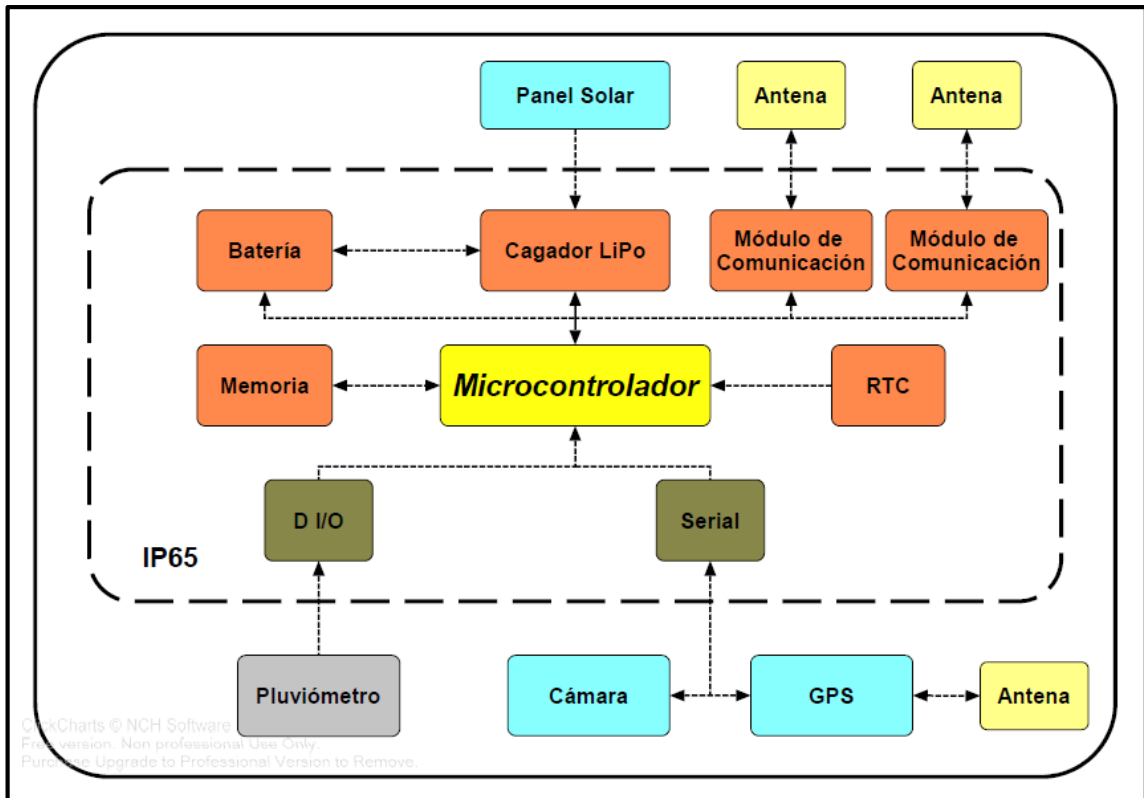 Panel Solar
Antena
Antena
Batería
Cagador LiPo
Módulo de
Comunicación
Módulo de
Comunicación
Memoria
Microcontrolador
RTC
D I/O
Serial
IP65
Pluviómetro
Cámara
GPS
Antena
ClickCharts © NCH Software
Free version. Non professional Use Only.
Purchase Upgrade to Professional Version to Remove.